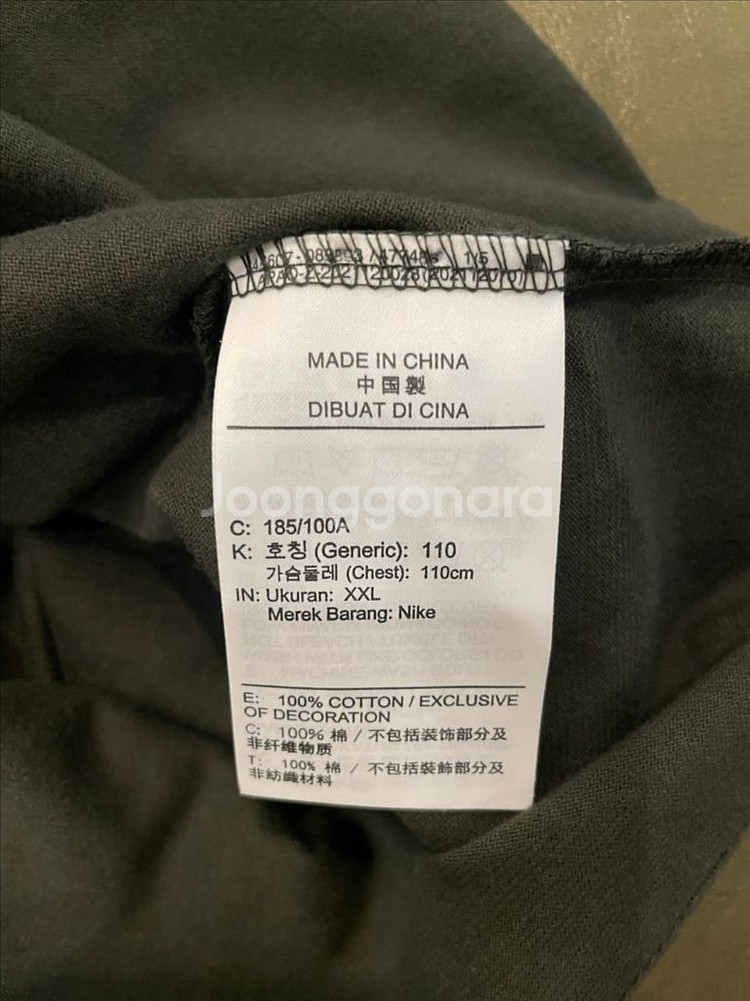 MADE IN CHINA
中国製
DIBUAT DI CINA
Joonggonara
C: 185/100A
K: 호칭 (Generic): 110
가슴둘레 (Chest): 110cm
IN: Ukuran: XXL
Merek Barang: Nike
E: 100% COTTON / EXCLUSIVE
OF DECORATION
C: 100% 棉 / 不包括装饰部分及
非纤维物质
T: 100% 棉 / 不包括裝飾部分及
非紡織材料